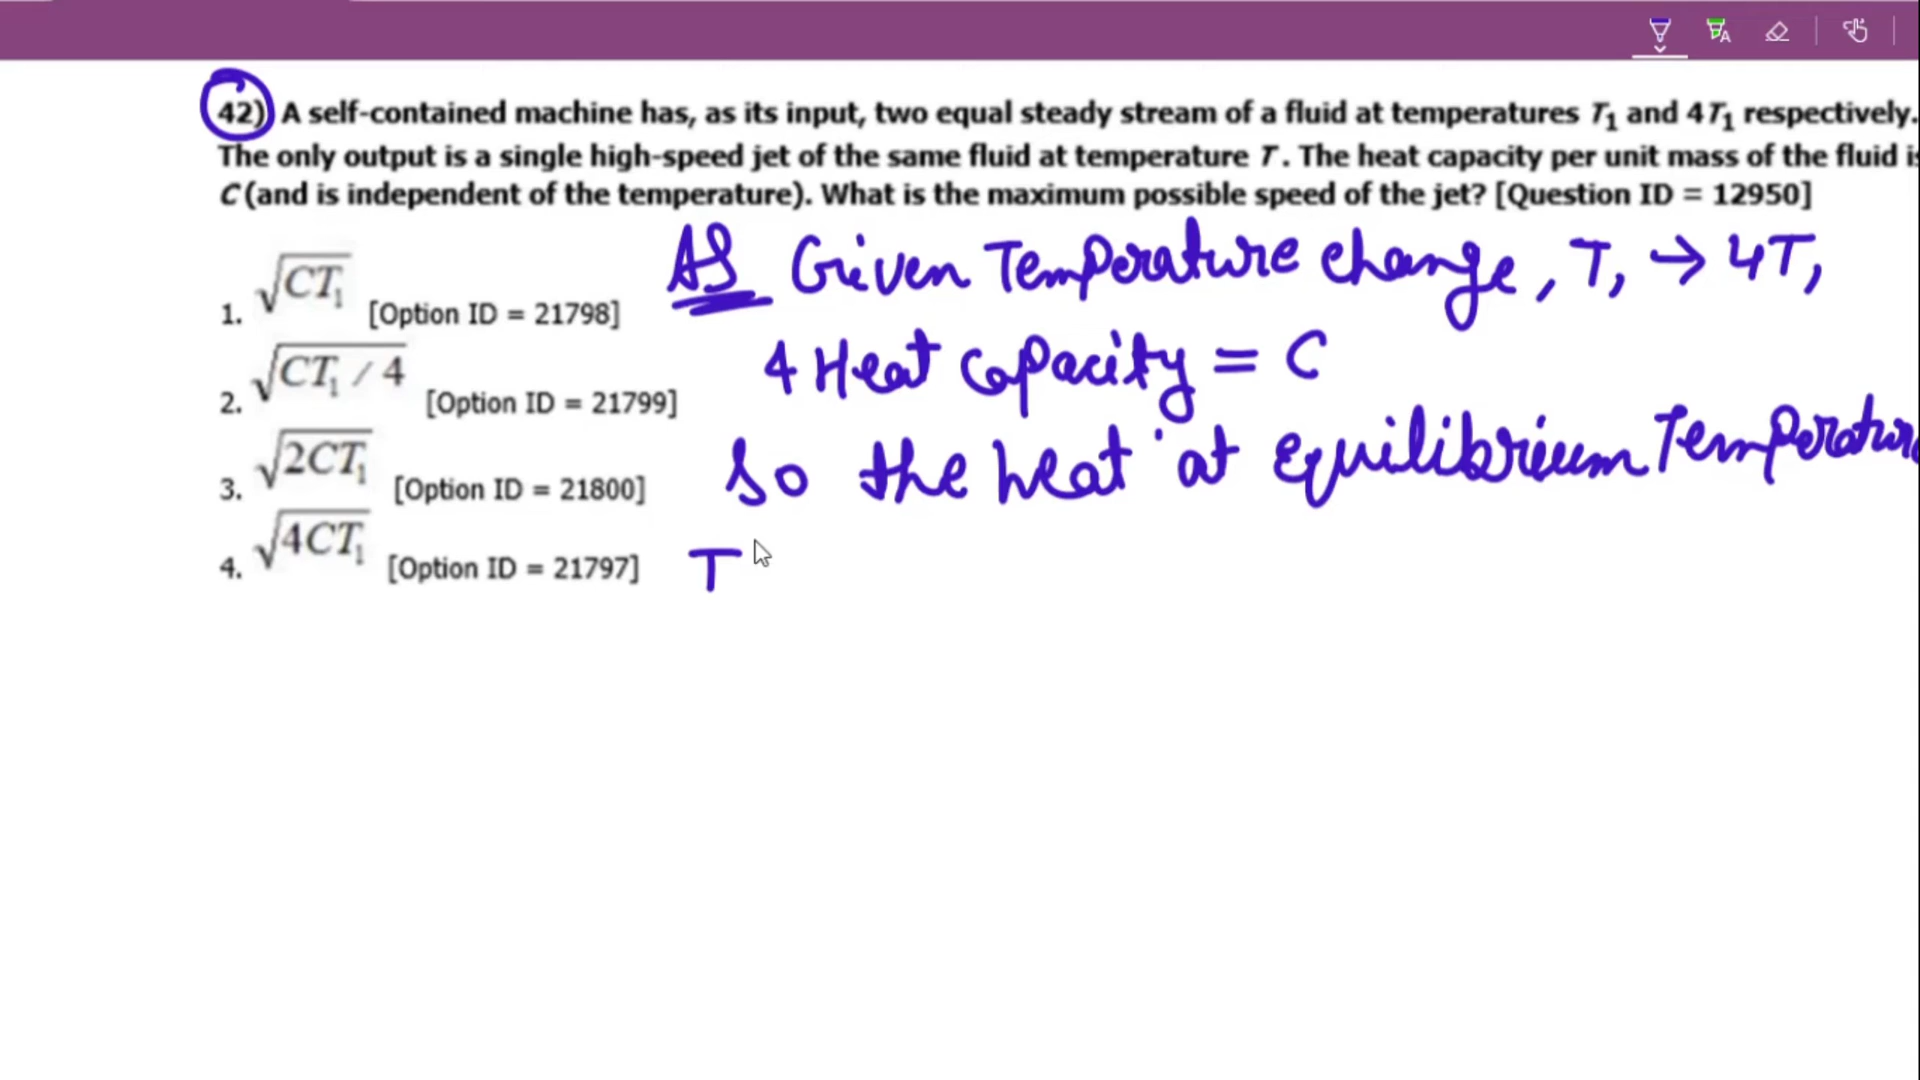 42) A self-contained machine has, as its input, two equal steady stream of a fluid at temperatures T₁ and 4T₁ respectively.
The only output is a single high-speed jet of the same fluid at temperature T. The heat capacity per unit mass of the fluid is
C (and is independent of the temperature). What is the maximum possible speed of the jet? [Question ID = 12950]
1. √CT₁ [Option ID = 21798]
2. √CT₁ / 4 [Option ID = 21799]
3. √2CT₁ [Option ID = 21800]
4. √4CT₁ [Option ID = 21797]
AS Given Temperature change, T₁ → 4T₁
4 Heat Capacity = C
So the heat at equilibrium Temperature
T